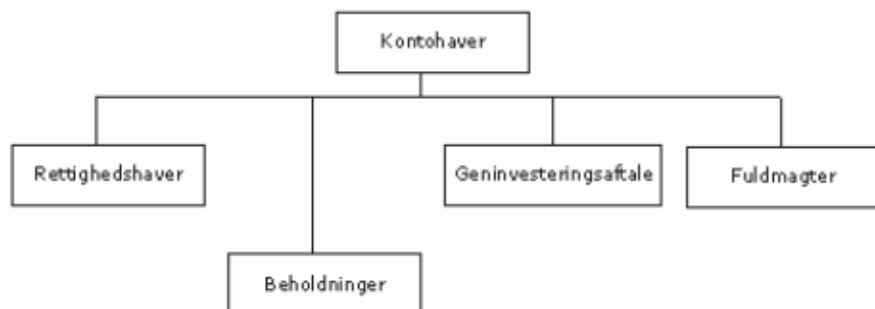 Kontohaver
Rettighedshaver
Geninvesteringsaftale
Fuldmagter
Beholdninger